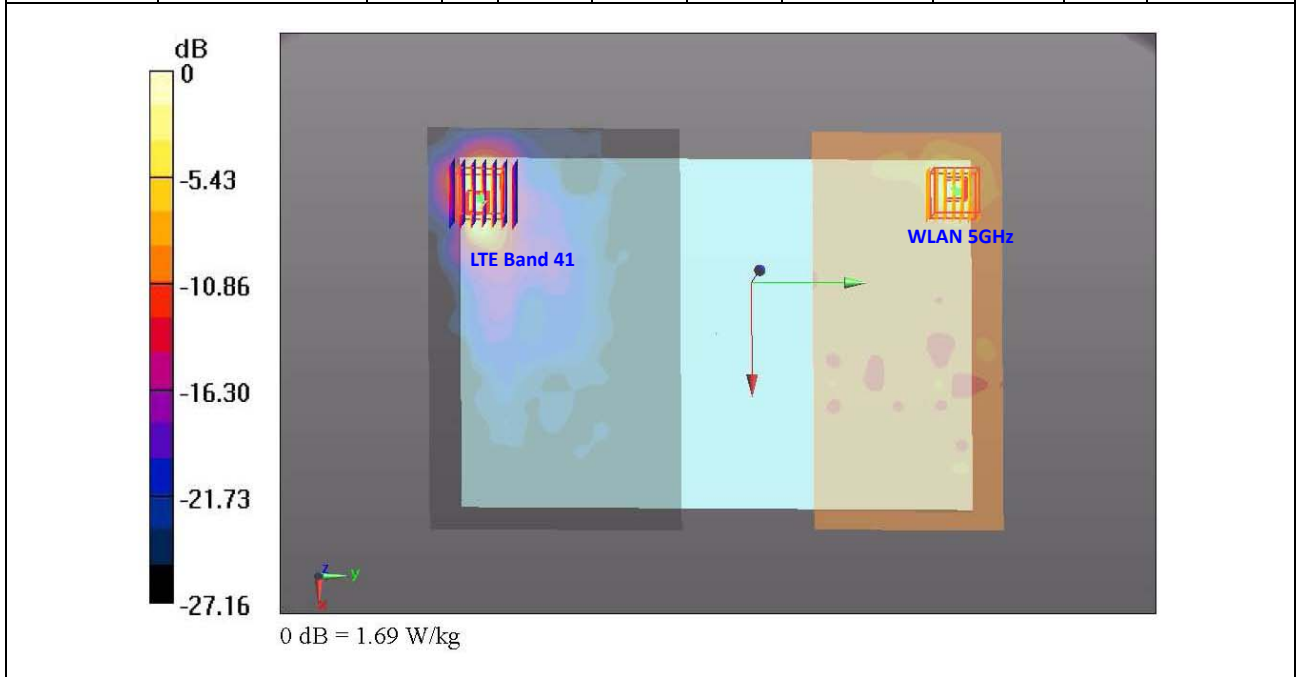 dB
0
-5.43
-10.86
-16.30
-21.73
-27.16
LTE Band 41
WLAN 5GHz
z
y
x
0 dB = 1.69 W/kg